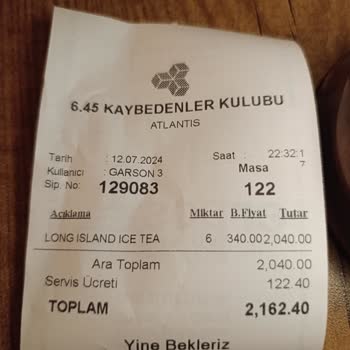 6.45 KAYBEDENLER KULUBU
ATLANTIS
Tarih : 12.07.2024 Saat : 22:32:17
Kullanici : GARSON 3 Masa
Sip. No: 129083 122
Açıklama Miktar B.Fiyat Tutar
LONG ISLAND ICE TEA 6 340.00 2,040.00
Ara Toplam 2,040.00
Servis Ücreti 122.40
TOPLAM 2,162.40
Yine Bekleriz